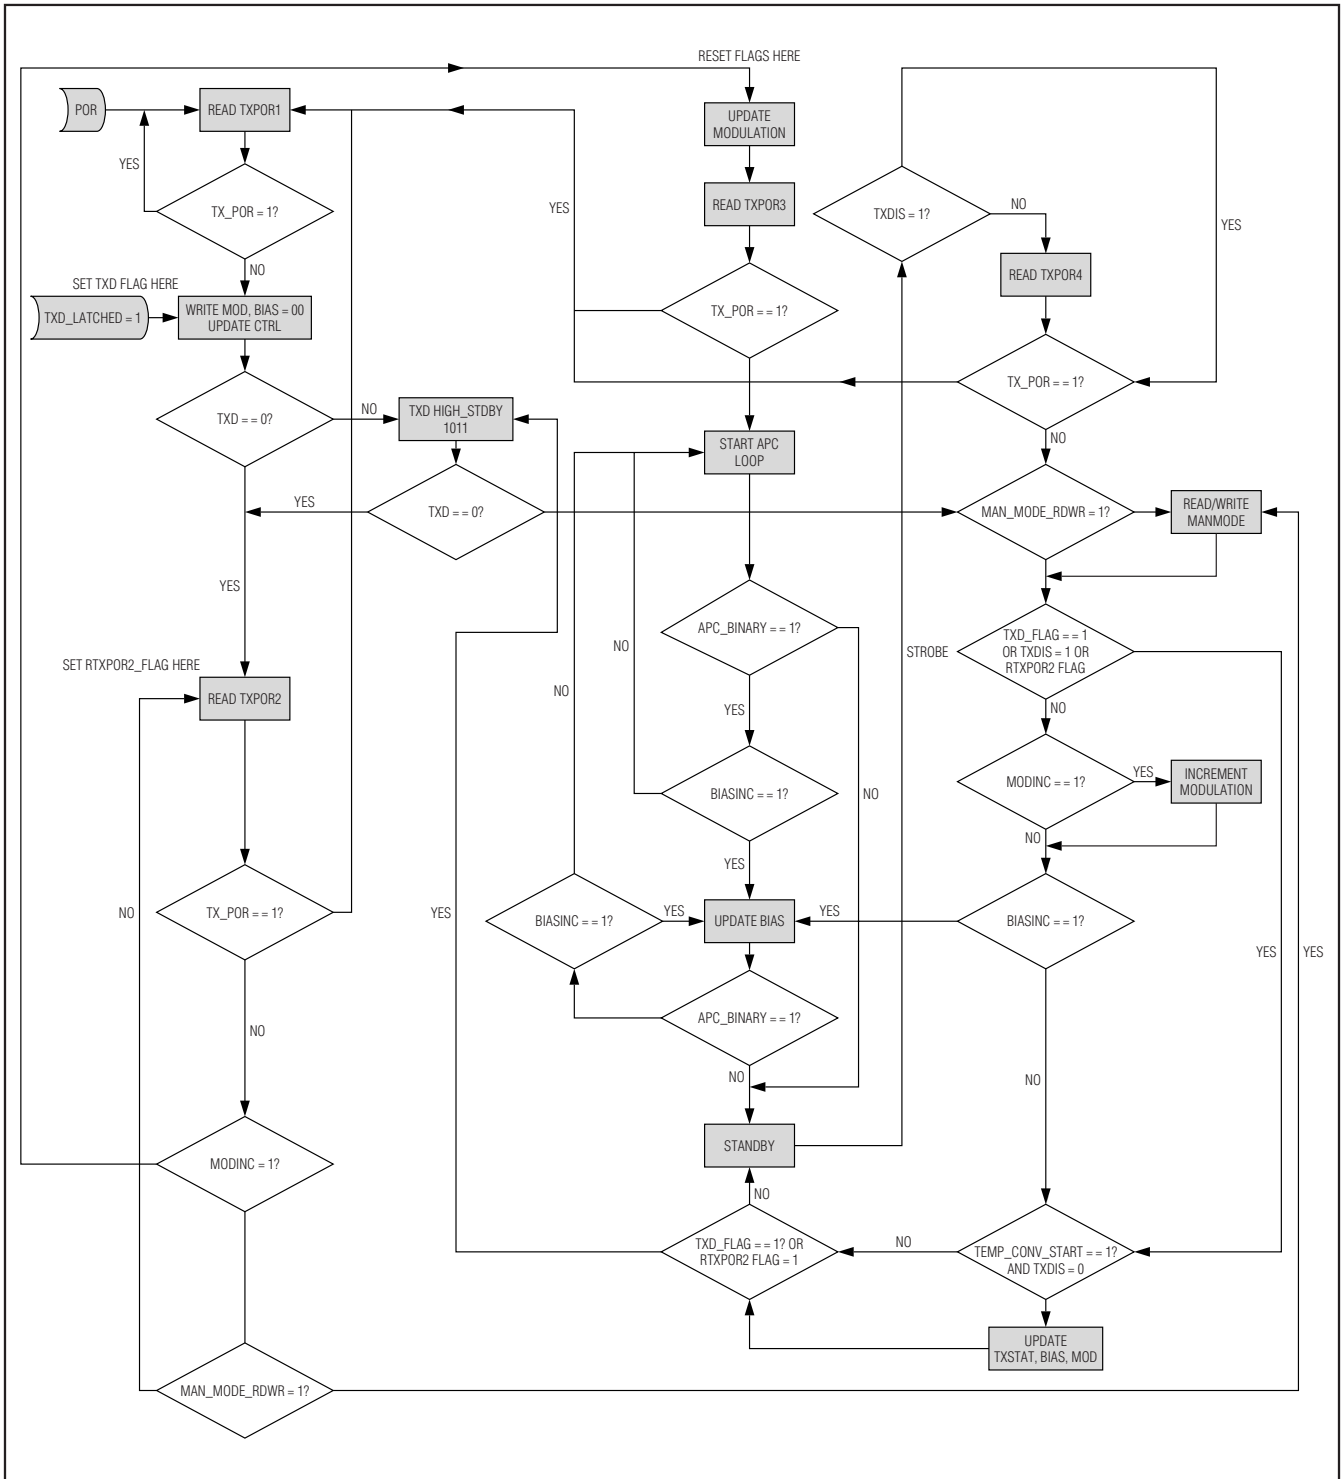 RESET FLAGS HERE
POR
READ TXPOR1
UPDATE
MODULATION
YES
TX_POR = 1?
READ TXPOR3
YES
TXDIS = 1?
NO
YES
NO
READ TXPOR4
SET TXD FLAG HERE
TXD_LATCHED = 1
WRITE MOD, BIAS = 00
UPDATE CTRL
TX_POR = = 1?
TX_POR = = 1?
TXD = = 0?
NO
TXD HIGH_STDBY
1011
START APC
LOOP
NO
YES
TXD = = 0?
MAN_MODE_RDWR = 1?
READ/WRITE
MANMODE
YES
APC_BINARY = = 1?
NO
STROBE
TXD_FLAG = = 1
OR TXDIS = 1 OR
RTXPOR2 FLAG
SET RTXPOR2_FLAG HERE
READ TXPOR2
NO
YES
NO
BIASINC = = 1?
NO
MODINC = = 1?
YES
INCREMENT
MODULATION
NO
YES
TX_POR = = 1?
NO
YES
BIASINC = = 1?
YES
UPDATE BIAS
YES
BIASINC = = 1?
YES
YES
APC_BINARY = = 1?
NO
NO
NO
STANDBY
MODINC = 1?
NO
TXD_FLAG = = 1? OR
RTXPOR2 FLAG = 1
NO
TEMP_CONV_START = = 1?
AND TXDIS = 0
UPDATE
TXSTAT, BIAS, MOD
MAN_MODE_RDWR = 1?